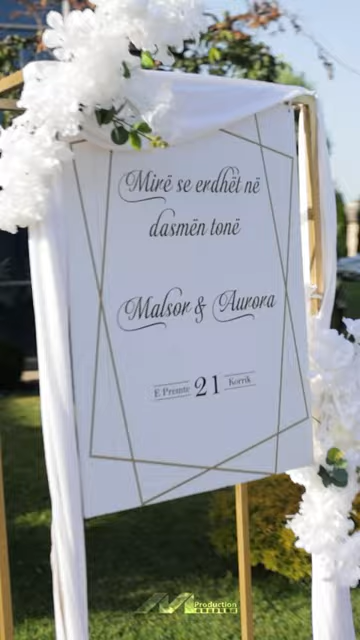 Mirë se erdhët në
dasmën tonë
Malsor & Aurora
E Premte 21 Korrik
Production